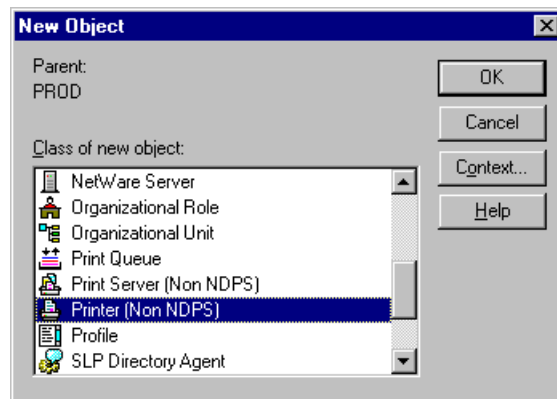 New Object
Parent:
PROD
Class of new object:
NetWare Server
Organizational Role
Organizational Unit
Print Queue
Print Server (Non NDPS)
Printer (Non NDPS)
Profile
SLP Directory Agent
OK
Cancel
Context...
Help